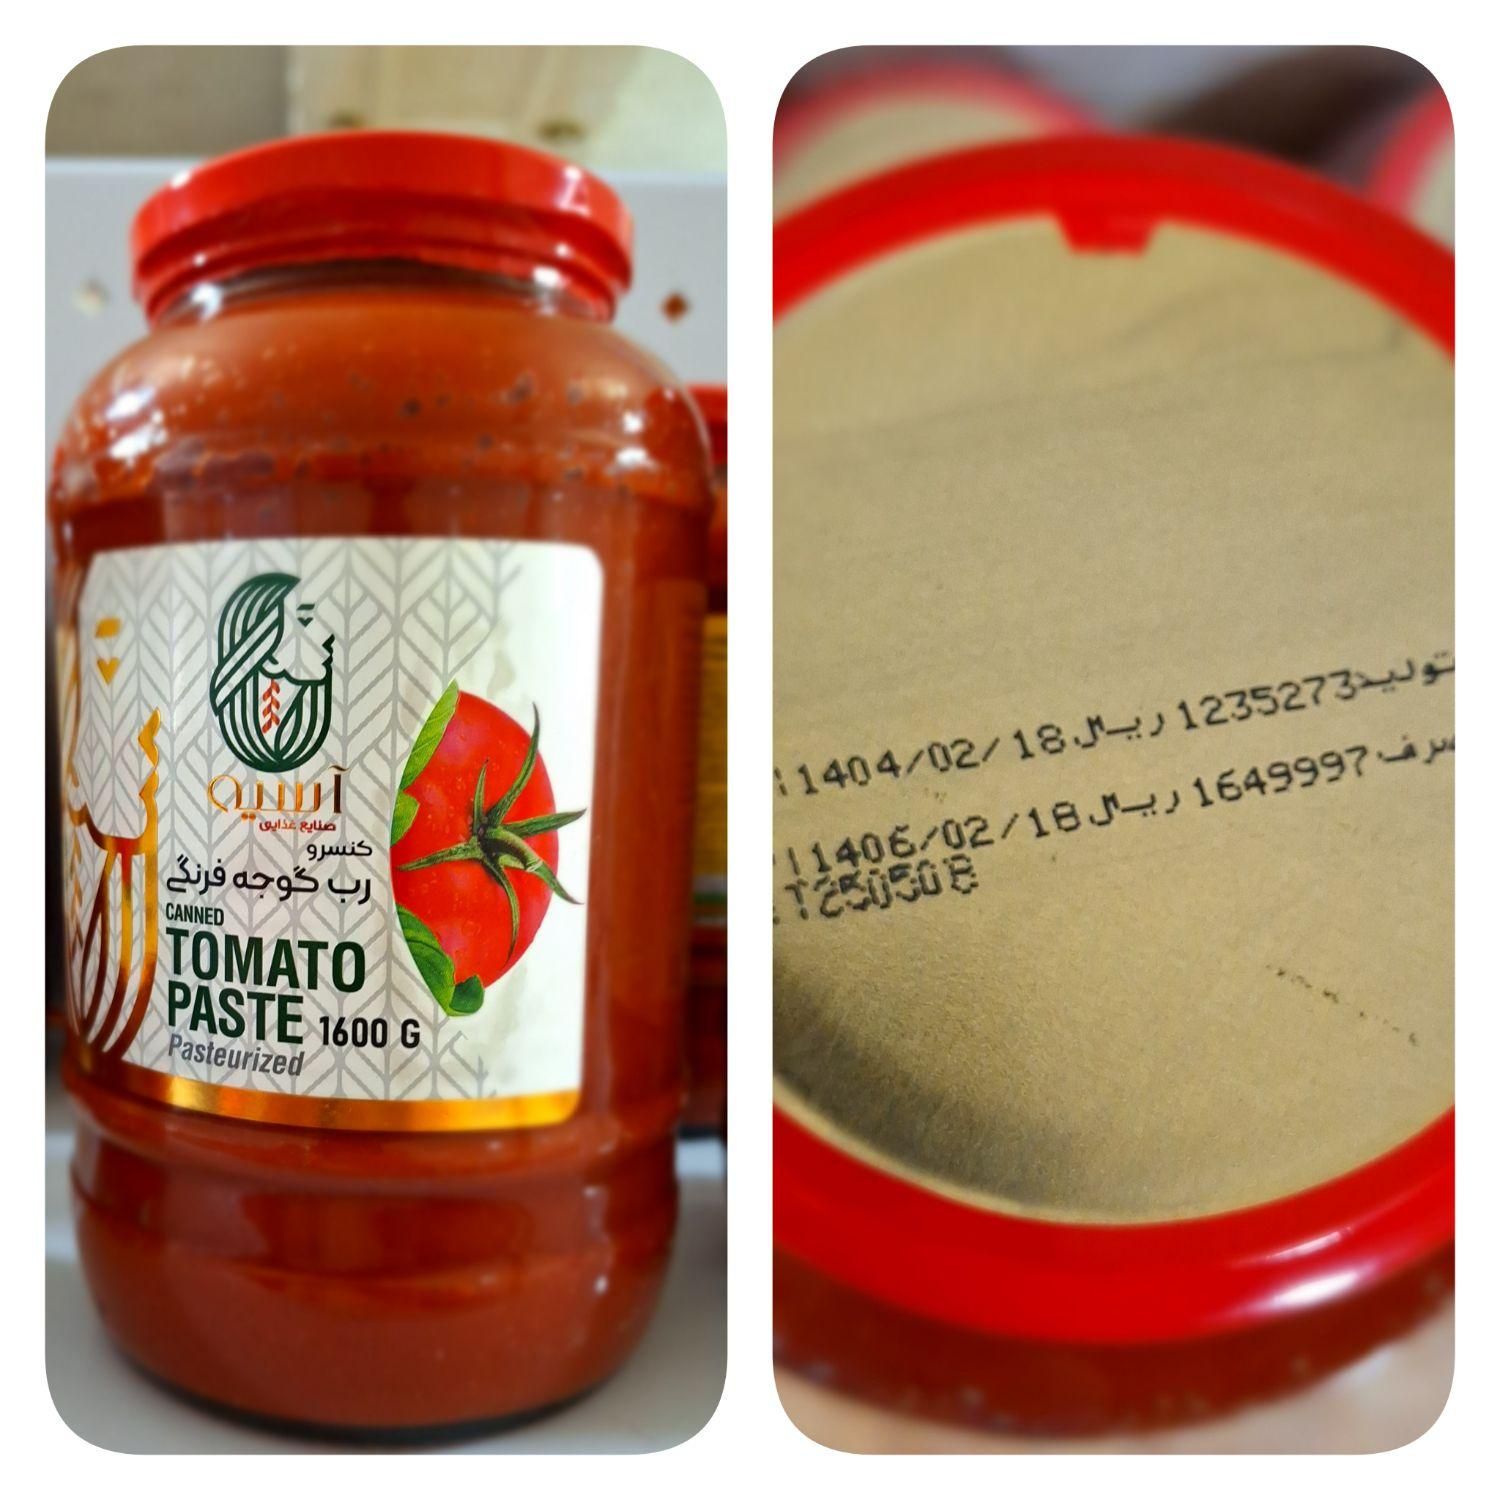 آسیه
صنایع غذایی
کنسرو
رب گوجه فرنگی
CANNED
TOMATO
PASTE 1600 G
Pasteurized
تولید 1235273 ریال 1404/02/18
1649997 ریال 1406/02/18
T250508